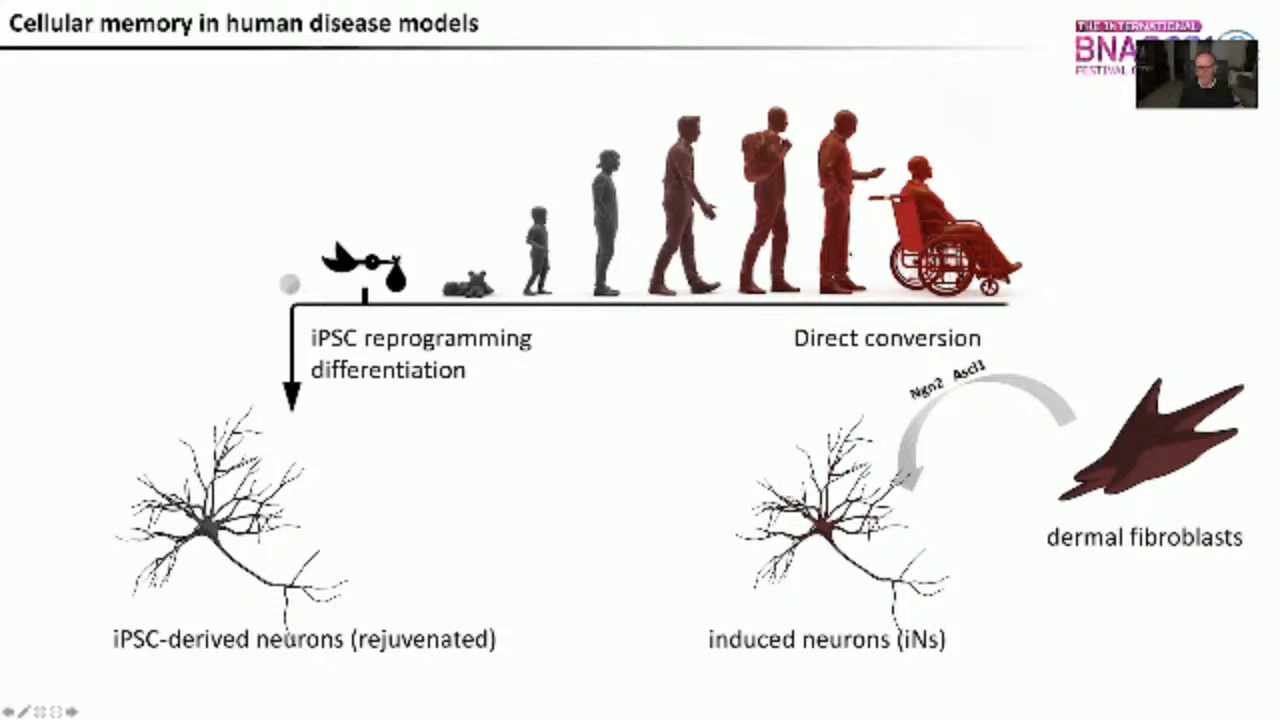 Cellular memory in human disease models
THE INTERNATIONAL
BNA
FESTIVAL
iPSC reprogramming
differentiation
Direct conversion
Ngn2 Ascl1
dermal fibroblasts
iPSC-derived neurons (rejuvenated)
induced neurons (iNs)